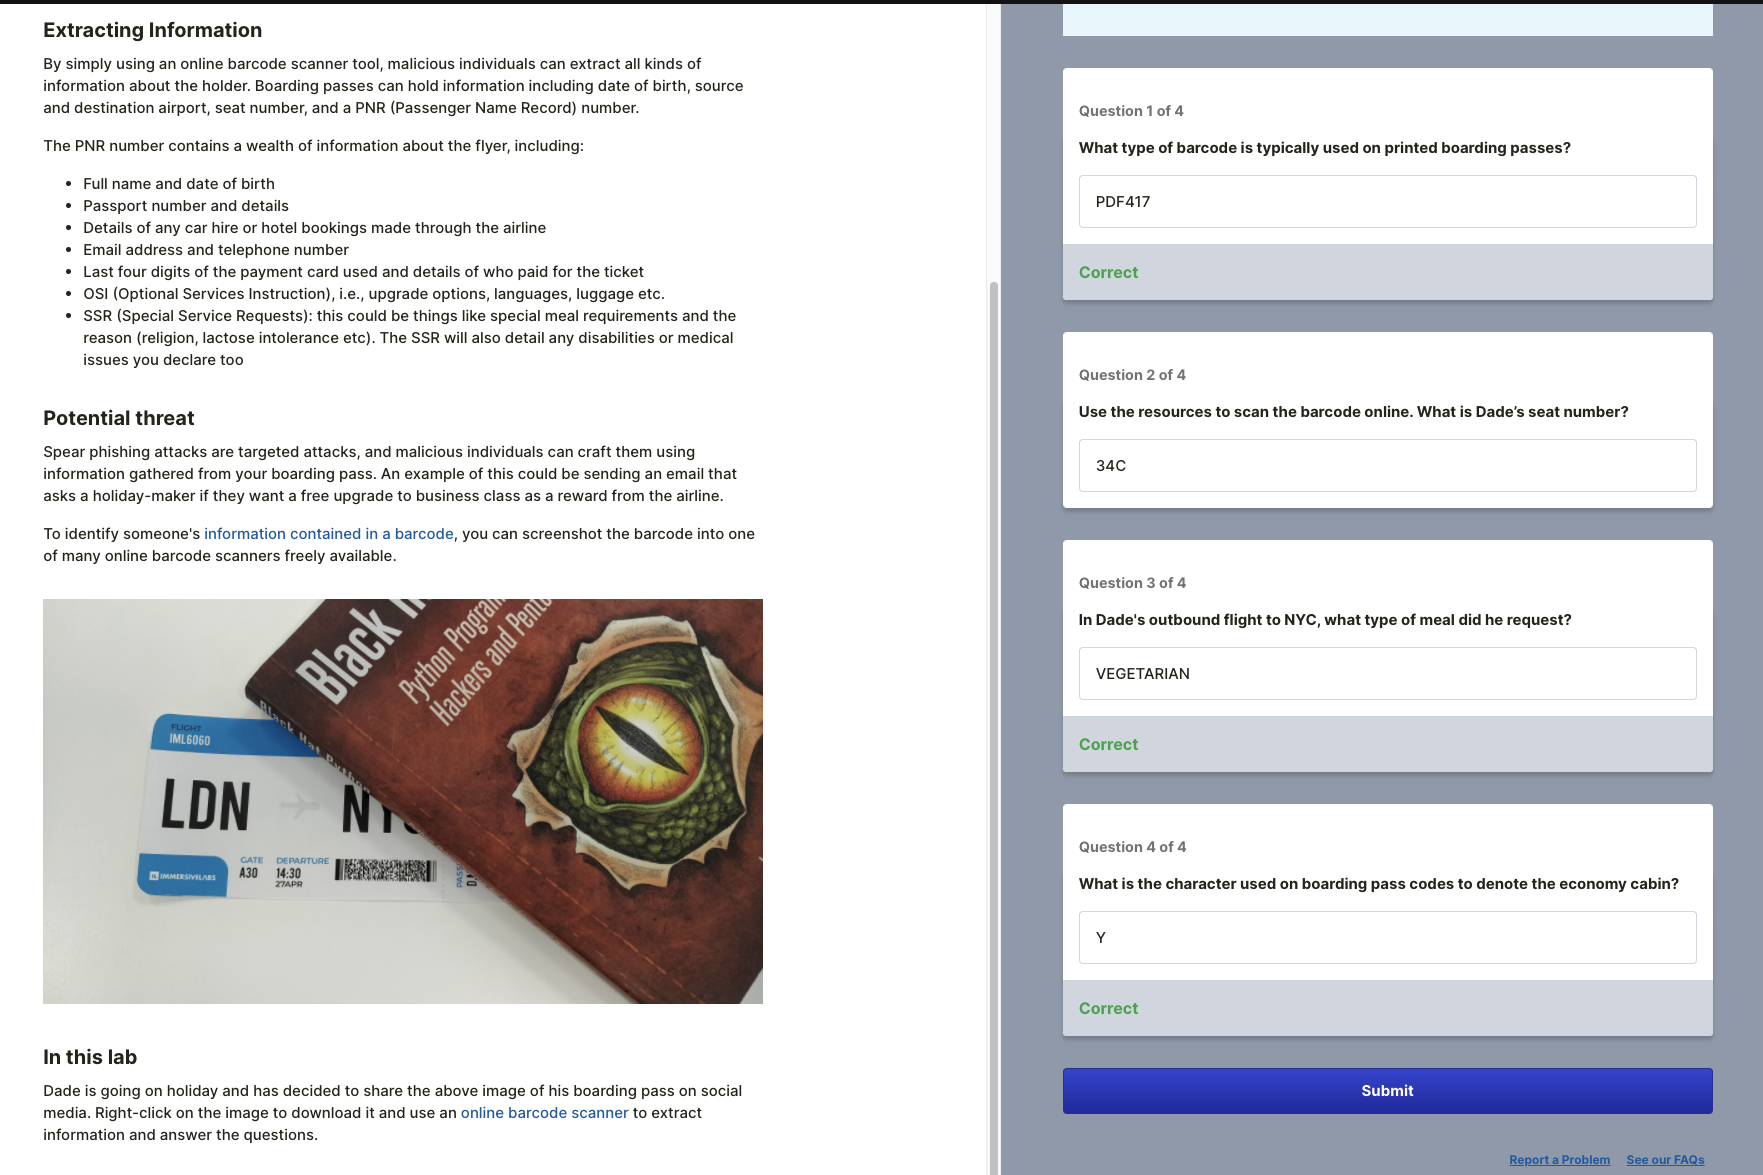 Extracting Information
By simply using an online barcode scanner tool, malicious individuals can extract all kinds of
information about the holder. Boarding passes can hold information including date of birth, source
and destination airport, seat number, and a PNR (Passenger Name Record) number.
The PNR number contains a wealth of information about the flyer, including:
• Full name and date of birth
• Passport number and details
• Details of any car hire or hotel bookings made through the airline
• Email address and telephone number
• Last four digits of the payment card used and details of who paid for the ticket
• OSI (Optional Services Instruction), i.e., upgrade options, languages, luggage etc.
• SSR (Special Service Requests): this could be things like special meal requirements and the
reason (religion, lactose intolerance etc). The SSR will also detail any disabilities or medical
issues you declare too
Potential threat
Spear phishing attacks are targeted attacks, and malicious individuals can craft them using
information gathered from your boarding pass. An example of this could be sending an email that
asks a holiday-maker if they want a free upgrade to business class as a reward from the airline.
To identify someone's information contained in a barcode, you can screenshot the barcode into one
of many online barcode scanners freely available.
Black
Python Program
Hackers and Pente
Black Hat Python
FLIGHT
IML6060
LDN
NY
GATE
A30
DEPARTURE
14:30
27APR
IMMERSIVELABS
PASS
In this lab
Dade is going on holiday and has decided to share the above image of his boarding pass on social
media. Right-click on the image to download it and use an online barcode scanner to extract
information and answer the questions.
Question 1 of 4
What type of barcode is typically used on printed boarding passes?
PDF417
Correct
Question 2 of 4
Use the resources to scan the barcode online. What is Dade’s seat number?
34C
Question 3 of 4
In Dade's outbound flight to NYC, what type of meal did he request?
VEGETARIAN
Correct
Question 4 of 4
What is the character used on boarding pass codes to denote the economy cabin?
Y
Correct
Submit
Report a Problem
See our FAQs